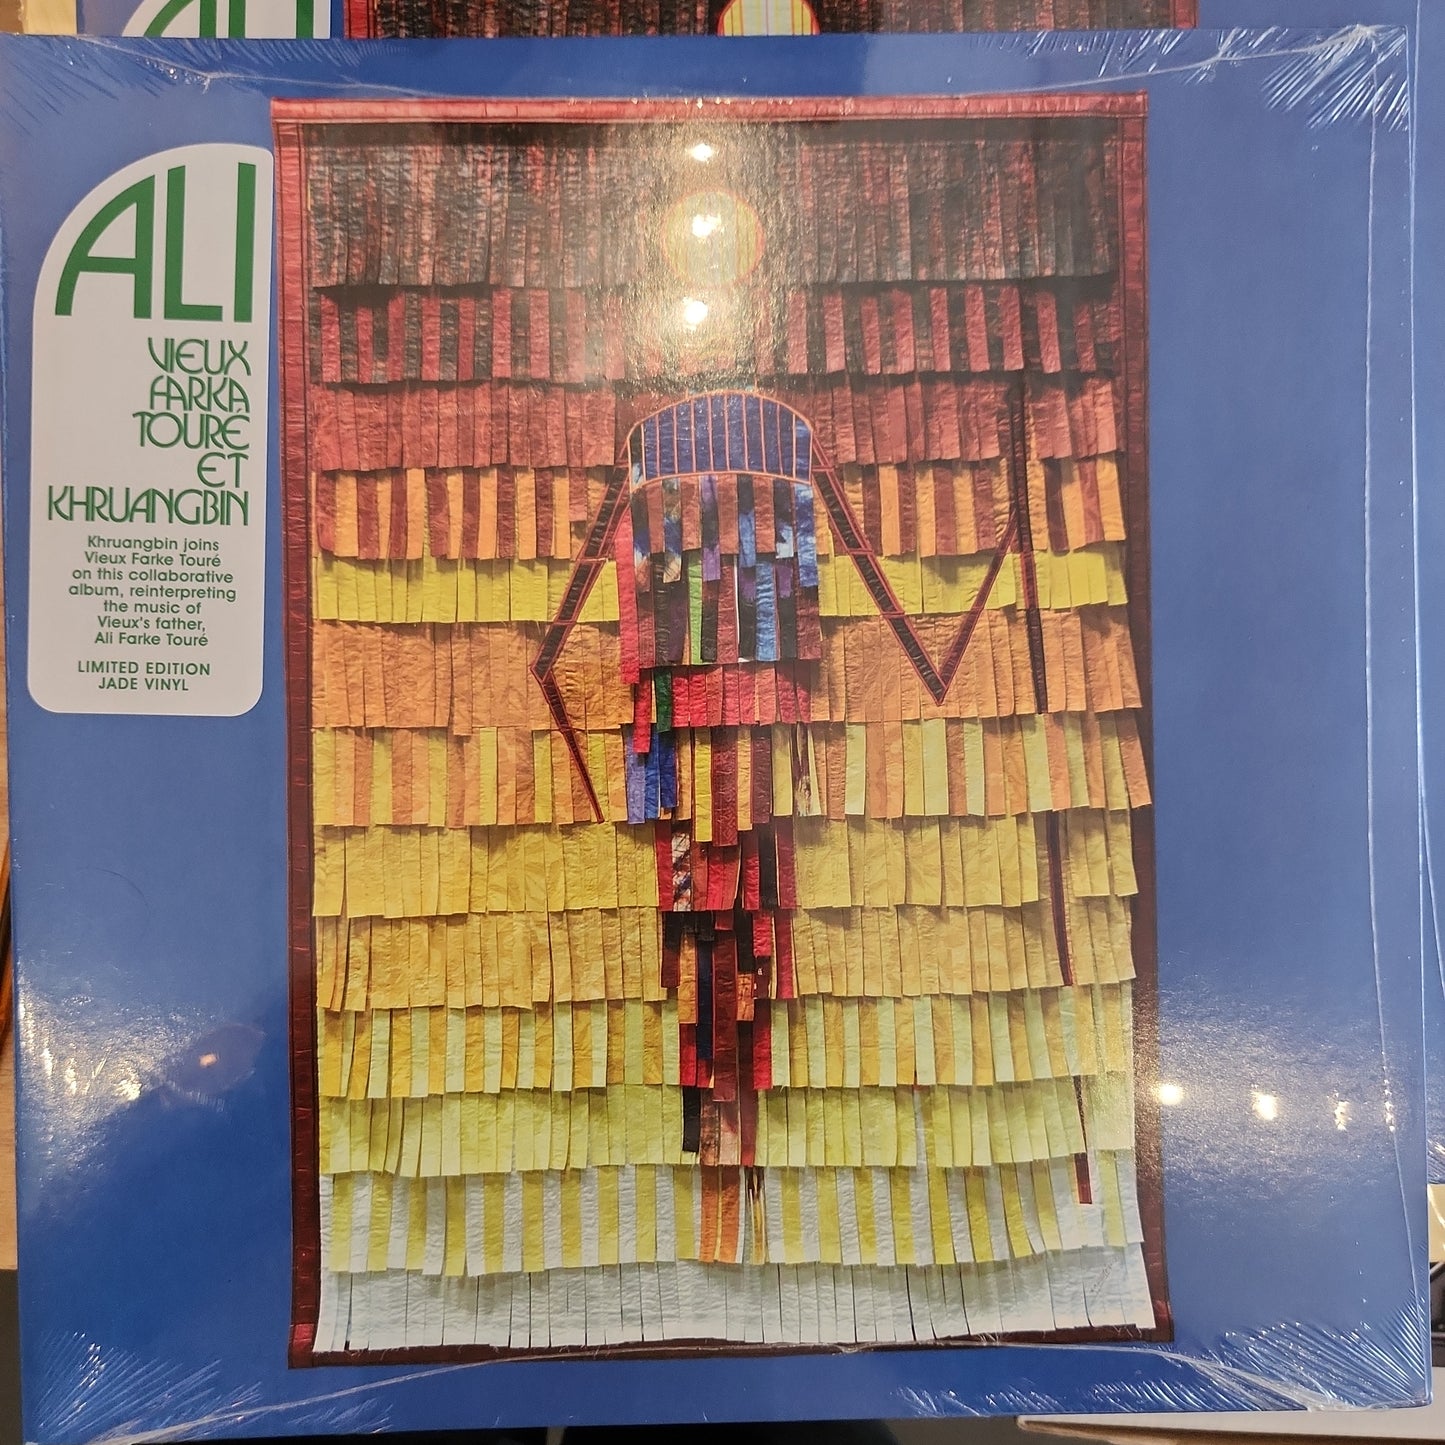 ALI
ALI
VIEUX
FARKA
TOURÉ
ET
KHRUANGBIN
Khruangbin joins
Vieux Farke Touré
on this collaborative
album, reinterpreting
the music of
Vieux's father,
Ali Farke Touré
LIMITED EDITION
JADE VINYL